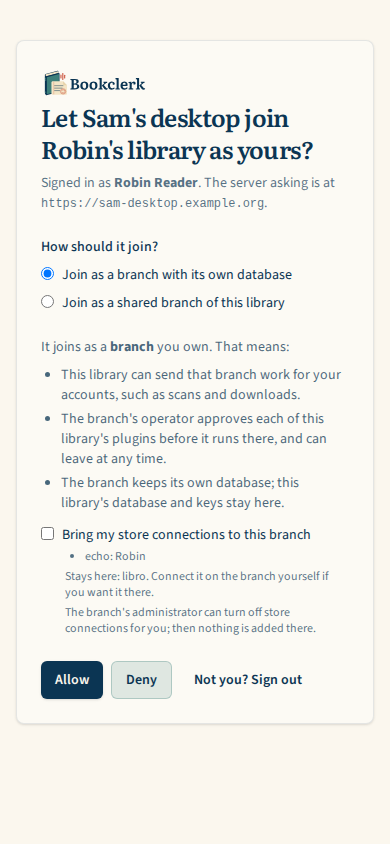 Bookclerk
Let Sam's desktop join
Robin's library as yours?
Signed in as Robin Reader. The server asking is at
https://sam-desktop.example.org.
How should it join?
Join as a branch with its own database
Join as a shared branch of this library
It joins as a branch you own. That means:
• This library can send that branch work for your
accounts, such as scans and downloads.
• The branch's operator approves each of this
library's plugins before it runs there, and can
leave at any time.
• The branch keeps its own database; this
library's database and keys stay here.
Bring my store connections to this branch
• echo: Robin
Stays here: libro. Connect it on the branch yourself if
you want it there.
The branch's administrator can turn off store
connections for you; then nothing is added there.
Allow Deny Not you? Sign out